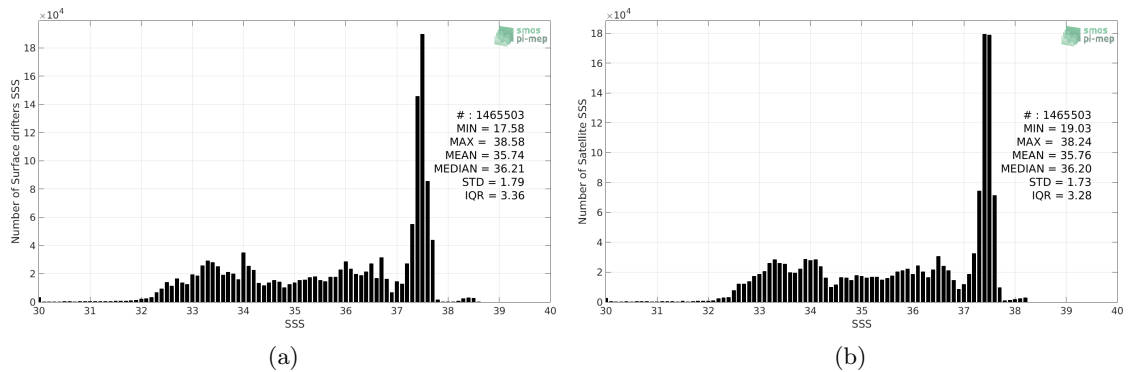 ×10⁴
smos
pi-mep
18
16
14
12
10
8
6
4
2
0
Number of Surface drifters SSS
# : 1465503
MIN = 17.58
MAX = 38.58
MEAN = 35.74
MEDIAN = 36.21
STD = 1.79
IQR = 3.36
30 31 32 33 34 35 36 37 38 39 40
SSS
(a)
×10⁴
smos
pi-mep
18
16
14
12
10
8
6
4
2
0
Number of Satellite SSS
# : 1465503
MIN = 19.03
MAX = 38.24
MEAN = 35.76
MEDIAN = 36.20
STD = 1.73
IQR = 3.28
30 31 32 33 34 35 36 37 38 39 40
SSS
(b)